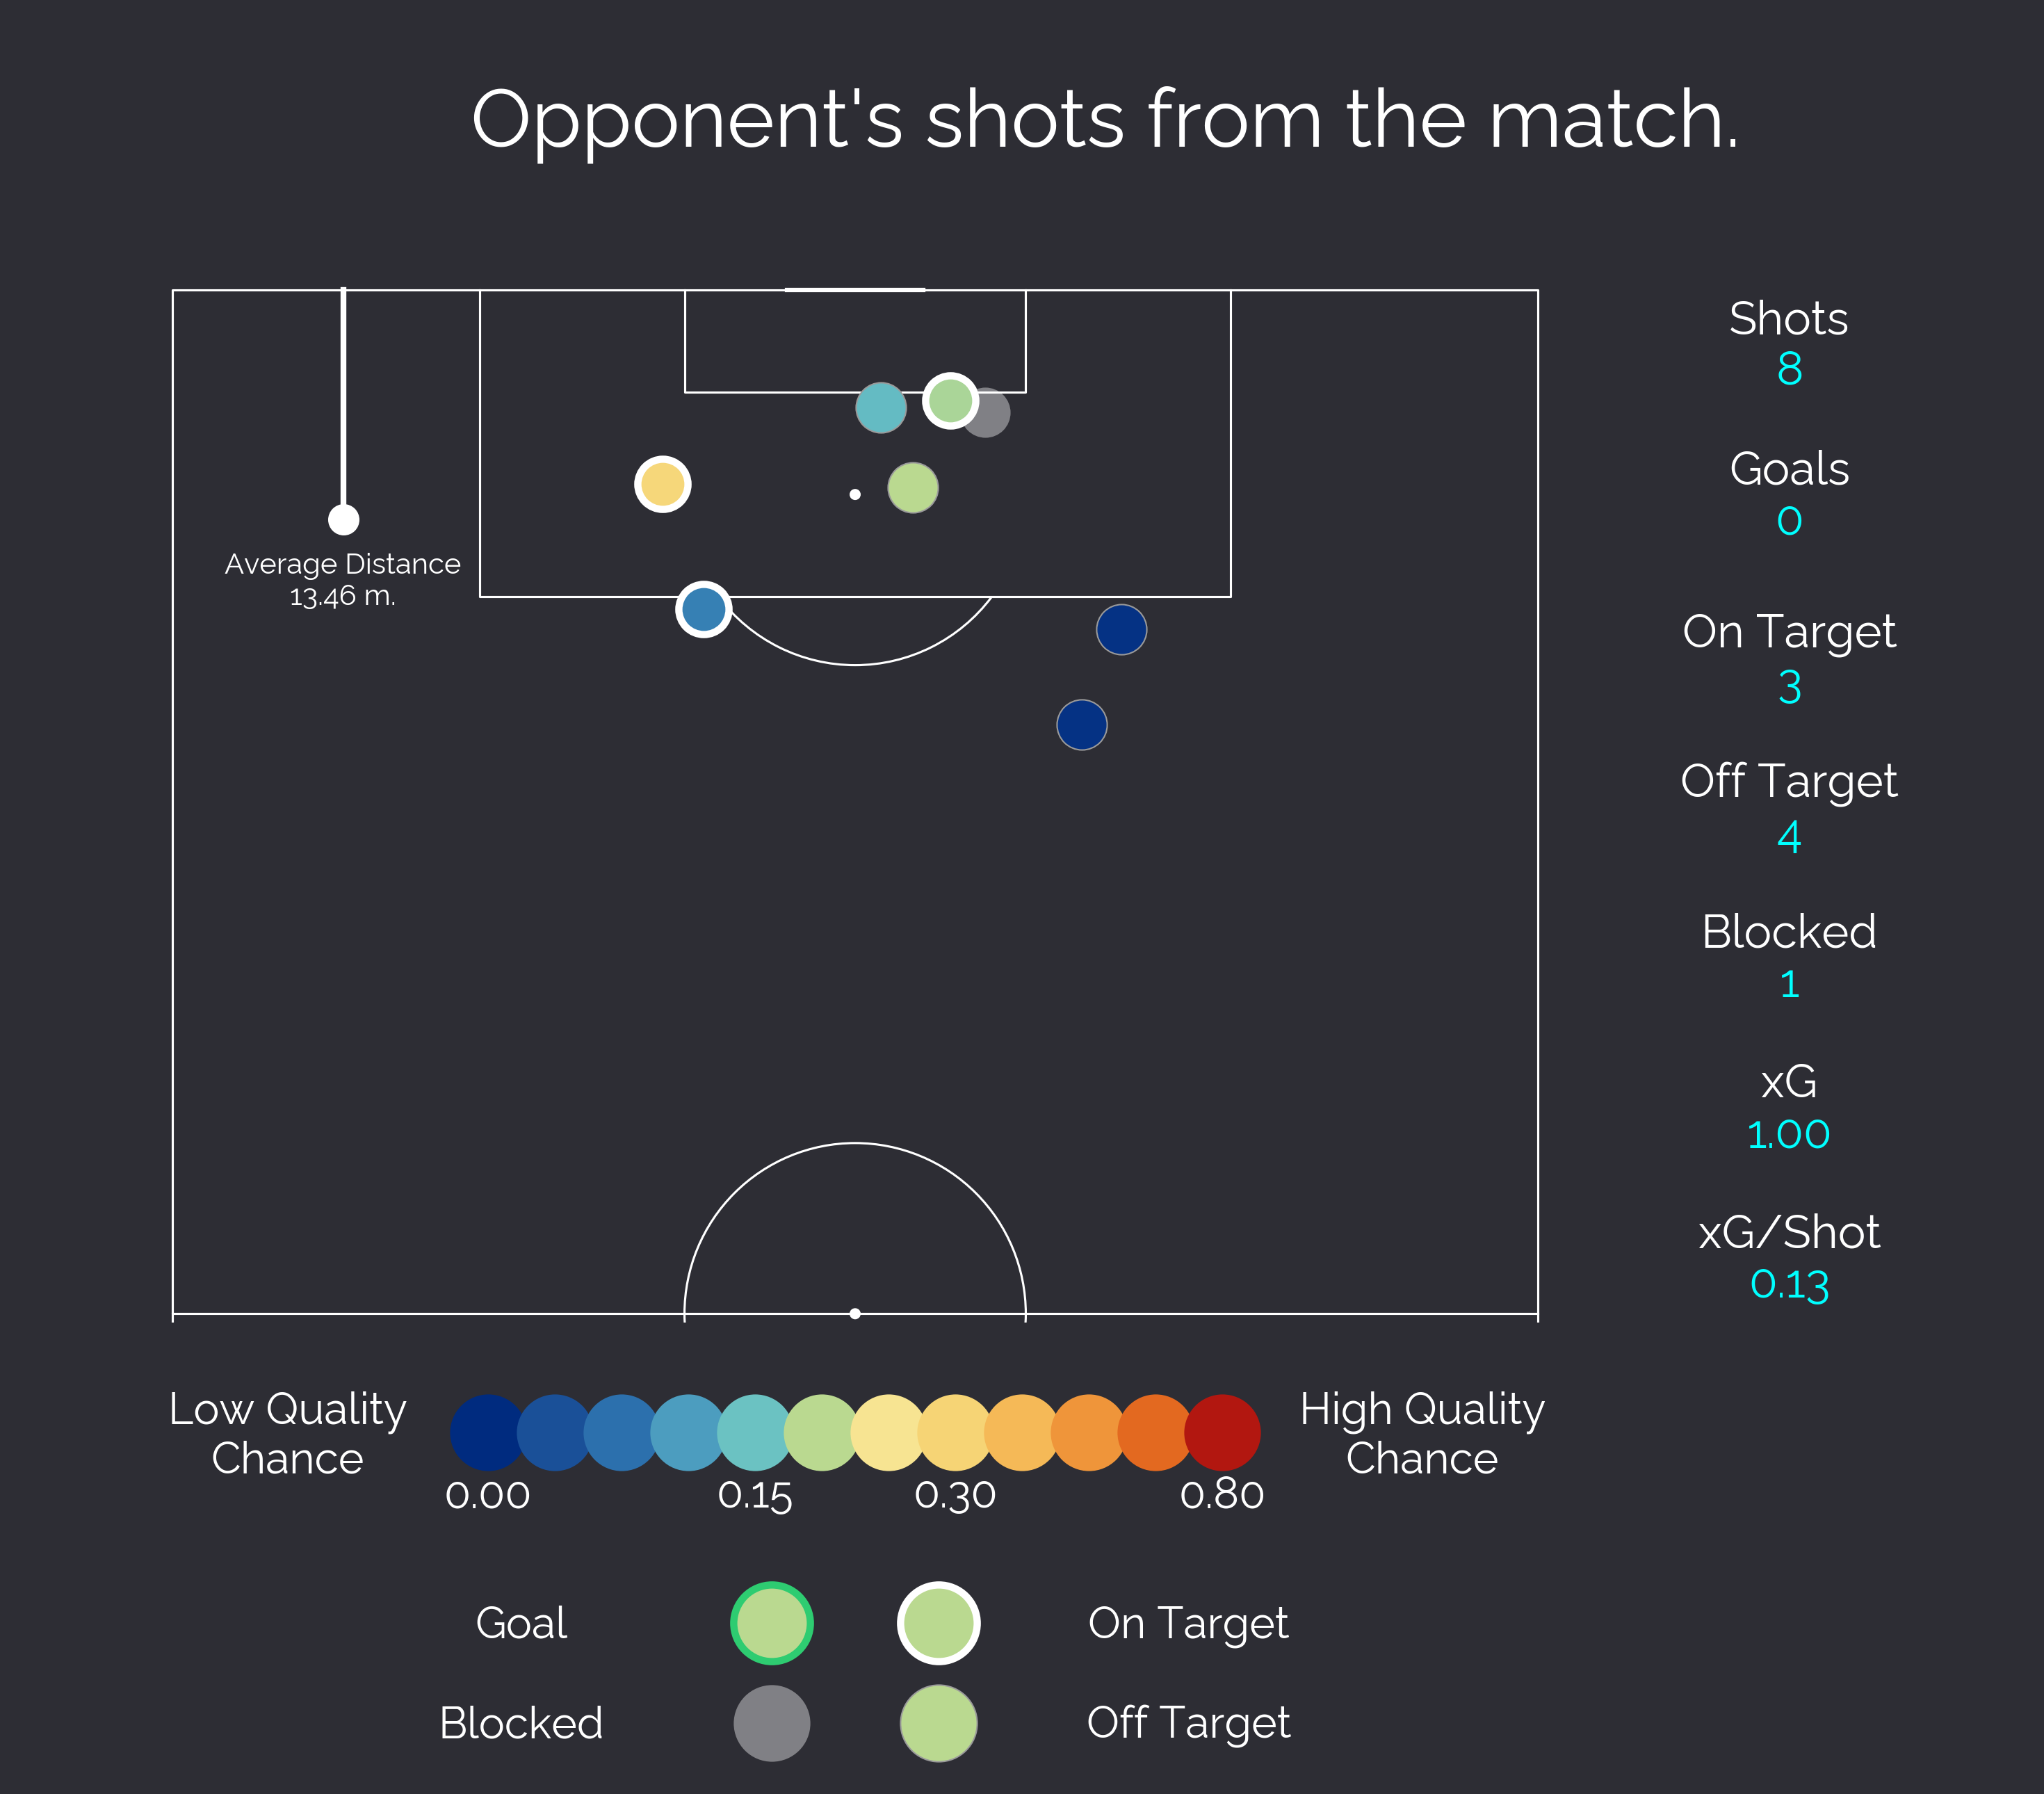 Opponent's shots from the match.
Average Distance
13.46 m.
Shots
8
Goals
0
On Target
3
Off Target
4
Blocked
1
xG
1.00
xG/Shot
0.13
Low Quality
Chance
0.00
0.15
0.30
0.80
High Quality
Chance
Goal
On Target
Blocked
Off Target